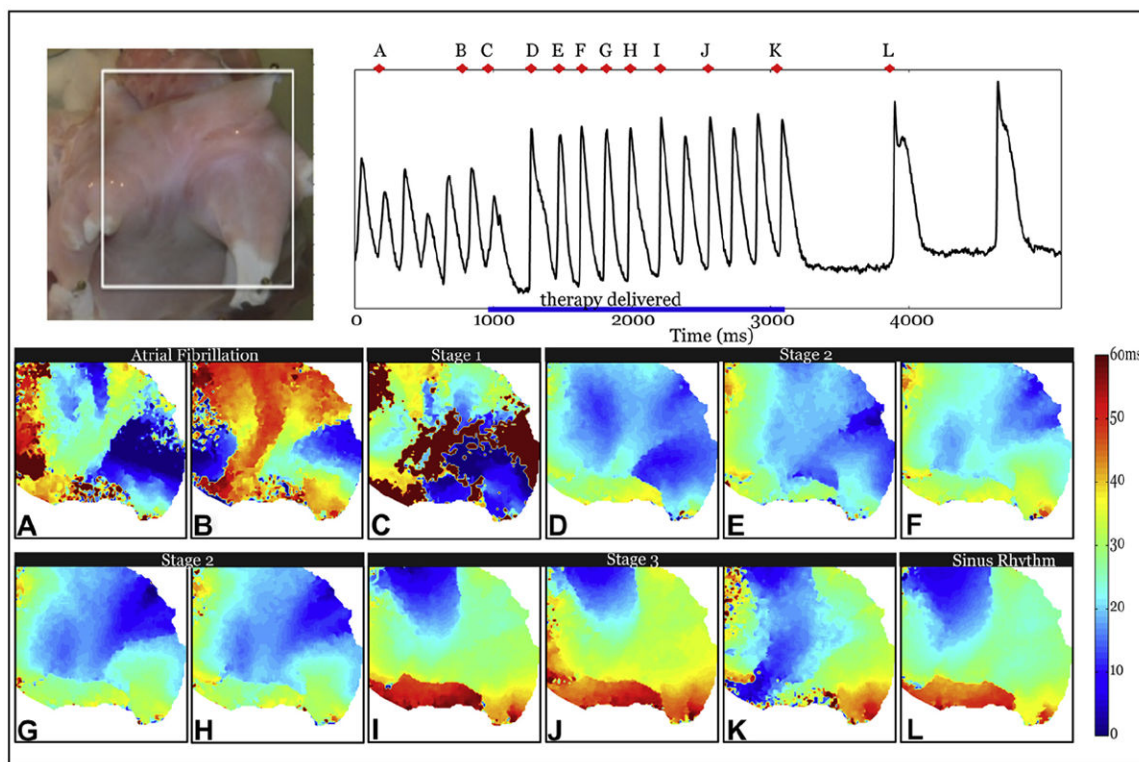 A B C D E F G H I J K L
therapy delivered
0 1000 2000 3000 4000
Time (ms)
Atrial Fibrillation Stage 1 Stage 2
A B C D E F
60ms
50
40
30
20
10
0
Stage 2 Stage 3 Sinus Rhythm
G H I J K L